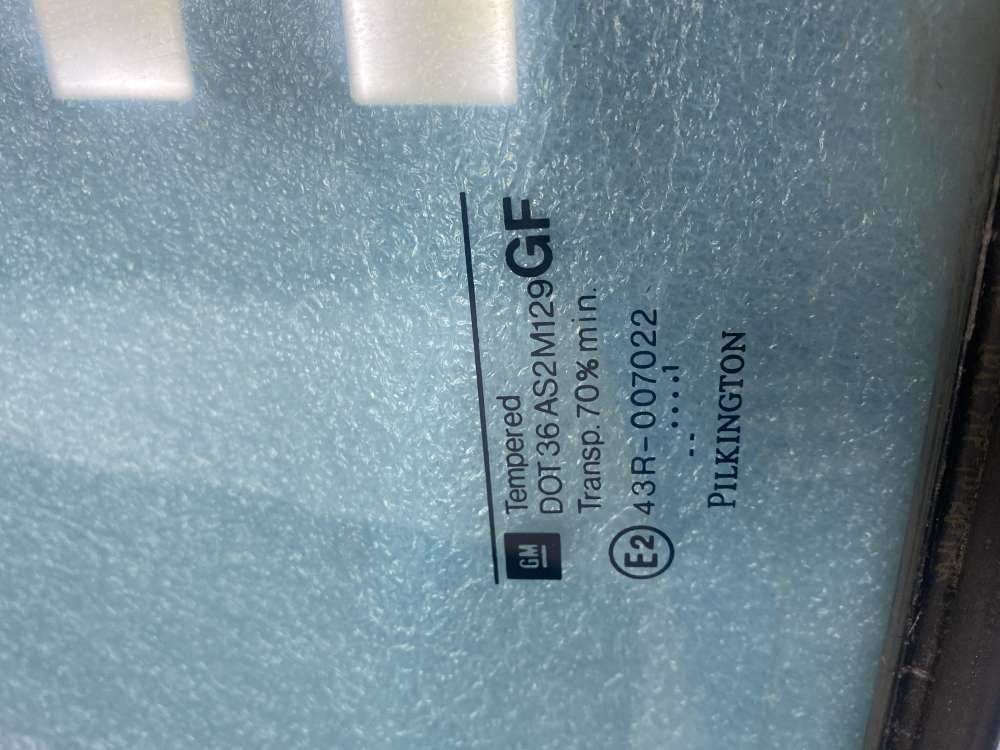 GM
Tempered
DOT 36 AS2 M129 GF
Transp. 70% min.
E2 43R-007022
.. ....1
PILKINGTON